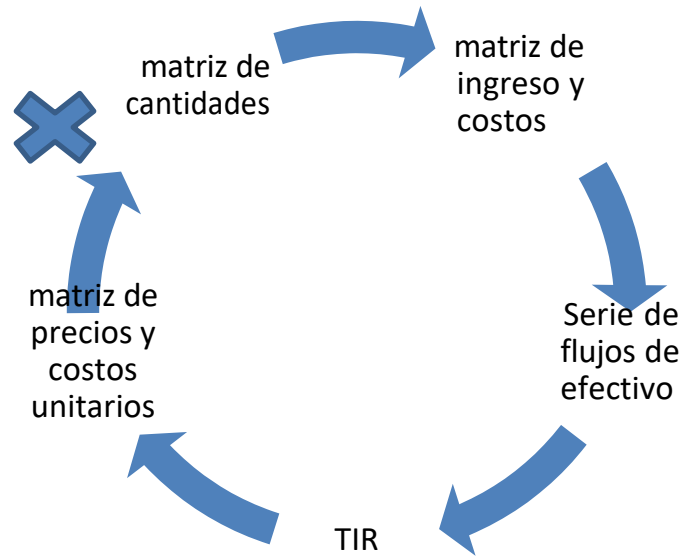 matriz de
cantidades
matriz de
ingreso y
costos
Serie de
flujos de
efectivo
TIR
matriz de
precios y
costos
unitarios